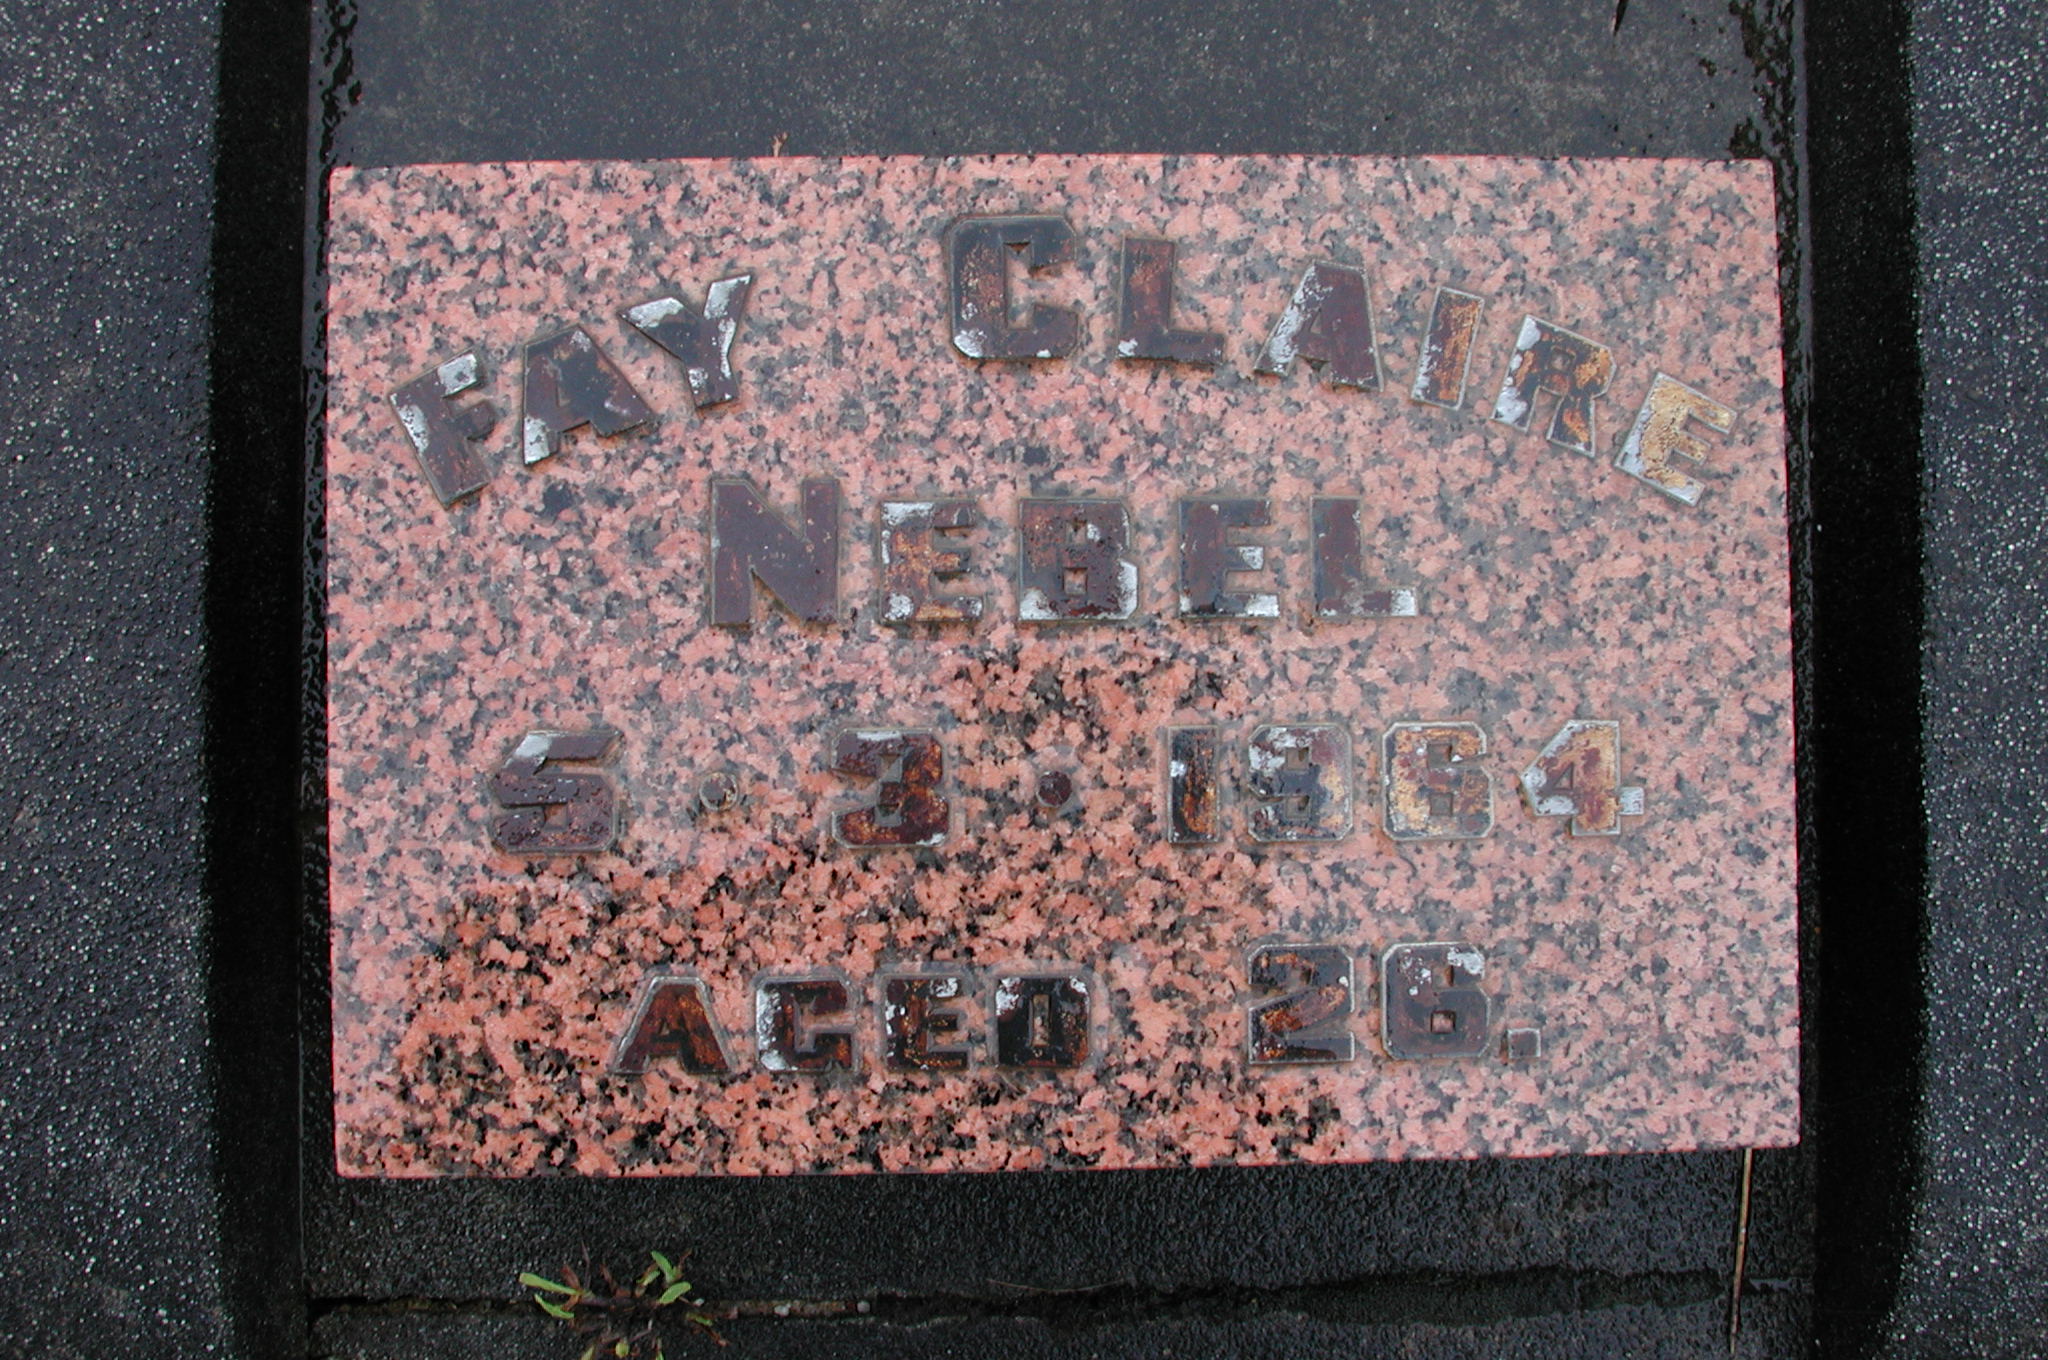 FAY CLAIRE
NEBEL
5 · 3 · 1964
AGED 26.